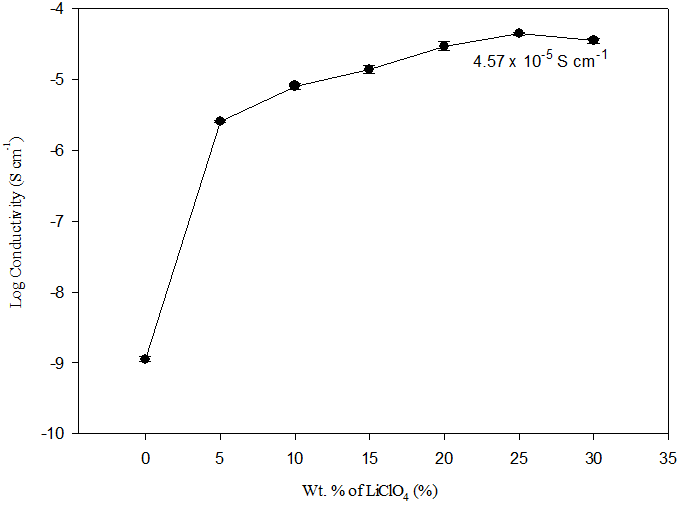 -4
-5
-6
-7
-8
-9
-10
Log Conductivity (S cm⁻¹)
4.57 x 10⁻⁵ S cm⁻¹
0 5 10 15 20 25 30 35
Wt. % of LiClO₄ (%)